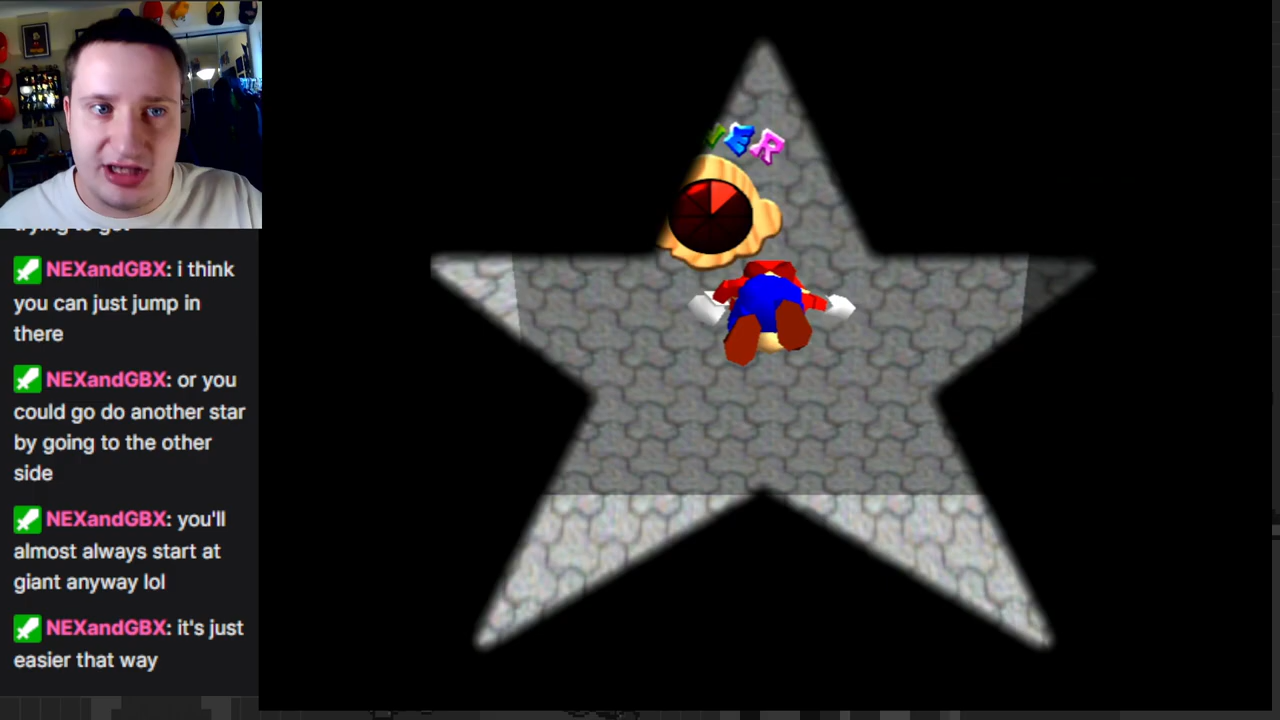 NEXandGBX: i think
you can just jump in
there
NEXandGBX: or you
could go do another star
by going to the other
side
NEXandGBX: you'll
almost always start at
giant anyway lol
NEXandGBX: it's just
easier that way
VER